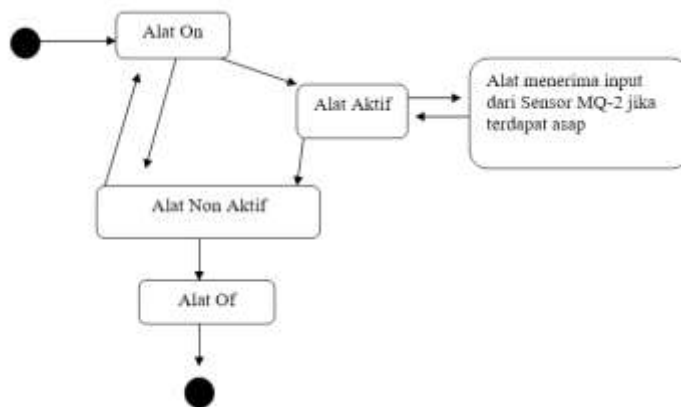 Alat On
Alat Aktif
Alat menerima input
dari Sensor MQ-2 jika
terdapat asap
Alat Non Aktif
Alat Of